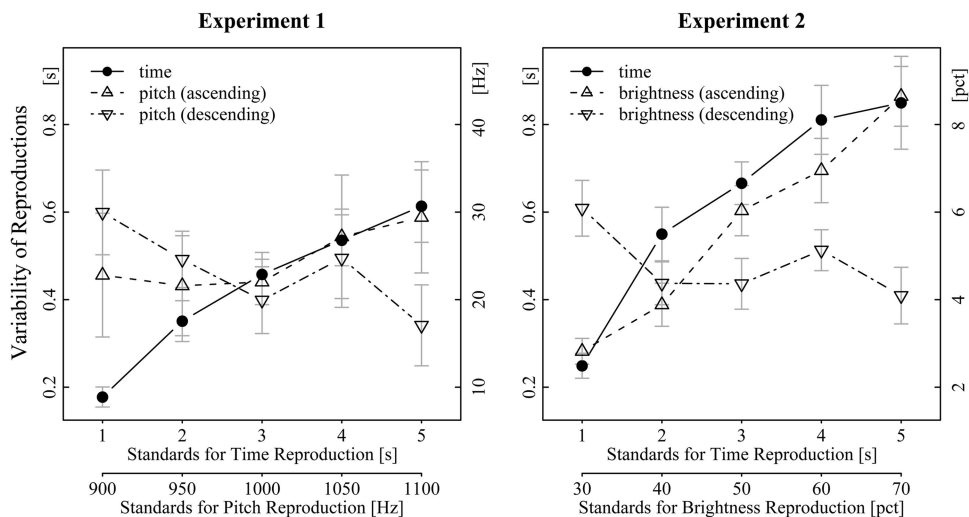 Experiment 1
Experiment 2
Variability of Reproductions
[s]
0.2
0.4
0.6
0.8
time
pitch (ascending)
pitch (descending)
[Hz]
10
20
30
40
1 2 3 4 5
Standards for Time Reproduction [s]
900 950 1000 1050 1100
Standards for Pitch Reproduction [Hz]
[s]
0.2
0.4
0.6
0.8
time
brightness (ascending)
brightness (descending)
[pct]
2
4
6
8
1 2 3 4 5
Standards for Time Reproduction [s]
30 40 50 60 70
Standards for Brightness Reproduction [pct]